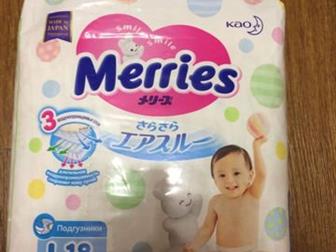 MADE IN
JAPAN
smile smile
Kao
Merries
メリーズ
さらさら
3
エアスルー
Подгузники